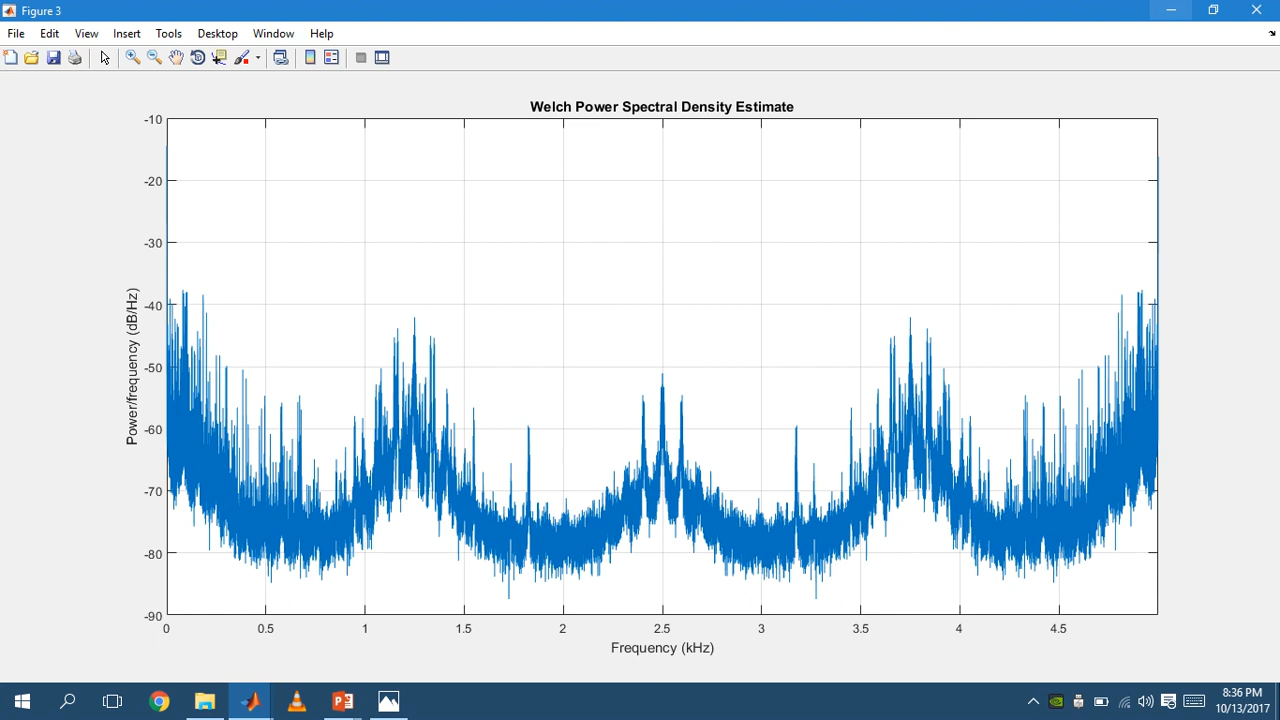 Figure 3
File Edit View Insert Tools Desktop Window Help
Welch Power Spectral Density Estimate
-10
-20
-30
-40
-50
-60
-70
-80
-90
Power/frequency (dB/Hz)
0 0.5 1 1.5 2 2.5 3 3.5 4 4.5
Frequency (kHz)
8:36 PM
10/13/2017